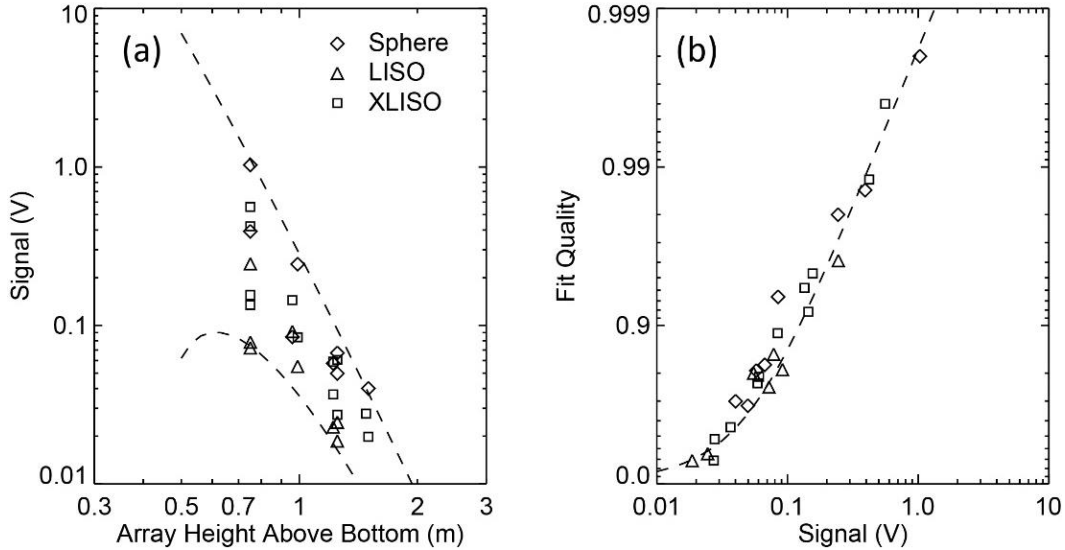 (a)
Sphere
LISO
XLISO
10
1.0
0.1
0.01
Signal (V)
0.3
0.5
0.7
1
2
3
Array Height Above Bottom (m)
(b)
0.999
0.99
0.9
0.0
Fit Quality
0.01
0.1
1.0
10
Signal (V)